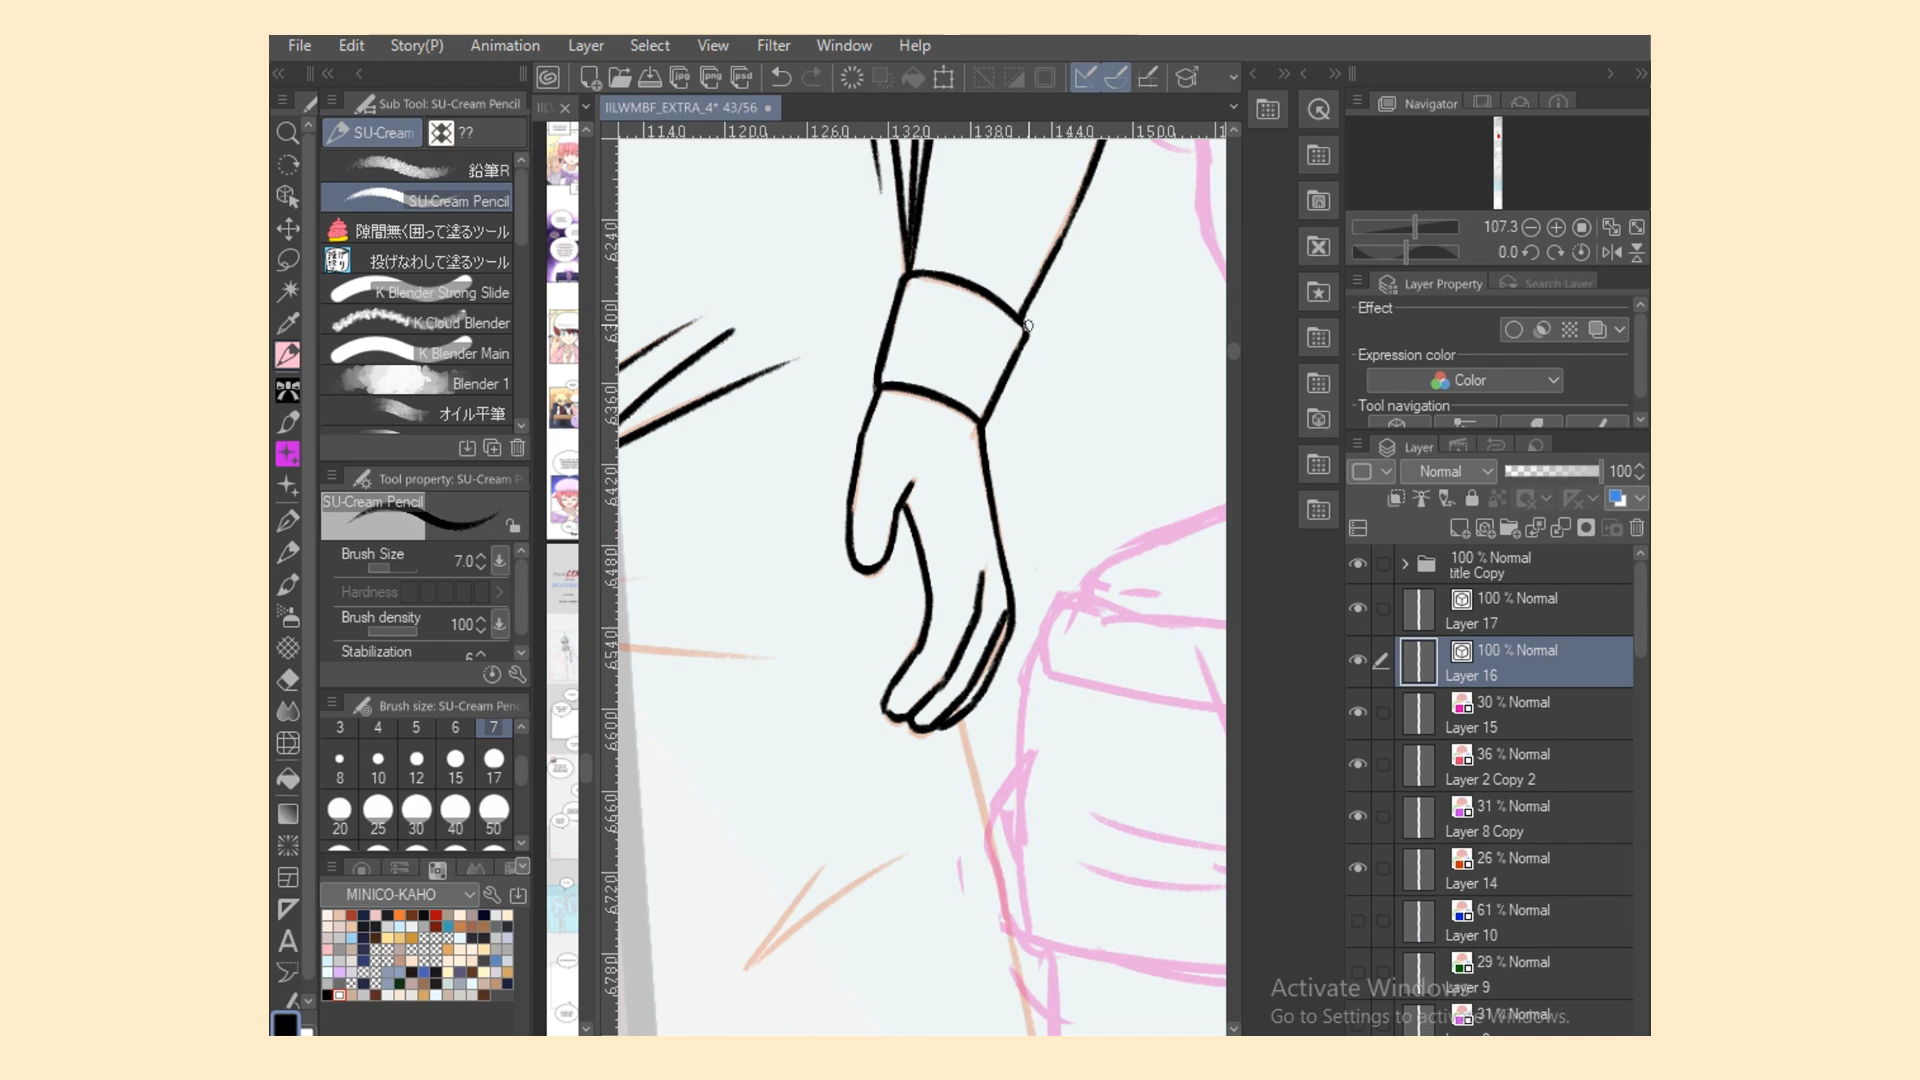 File Edit Story(P) Animation Layer Select View Filter Window Help
Sub Tool: SU-Cream Pencil
SU-Cream ??
鉛筆R
SU-Cream Pencil
隙間無く囲って塗るツール
投げなわして塗るツール
K Blender Strong Slide
K Cloud Blender
K Blender Main
Blender 1
オイル平筆
Tool property: SU-Cream P
SU-Cream Pencil
Brush Size 7.0
Hardness
Brush density 100
Stabilization 6
Brush size: SU-Cream Penc
3 4 5 6 7
8 10 12 15 17
20 25 30 40 50
MINICO-KAHO
IILWMBF_EXTRA_4* 43/56
1140 1200 1260 1320 1380 1440 1500
6240
6300
6360
6420
6480
6540
6600
6660
6720
6780
Navigator
107.3
0.0
Layer Property Search Layer
Effect
Expression color
Color
Tool navigation
Layer
Normal 100
100 % Normal
title Copy
100 % Normal
Layer 17
100 % Normal
Layer 16
30 % Normal
Layer 15
36 % Normal
Layer 2 Copy 2
31 % Normal
Layer 8 Copy
26 % Normal
Layer 14
61 % Normal
Layer 10
29 % Normal
Layer 9
31 % Normal
Activate Windows
Go to Settings to activate Windows.